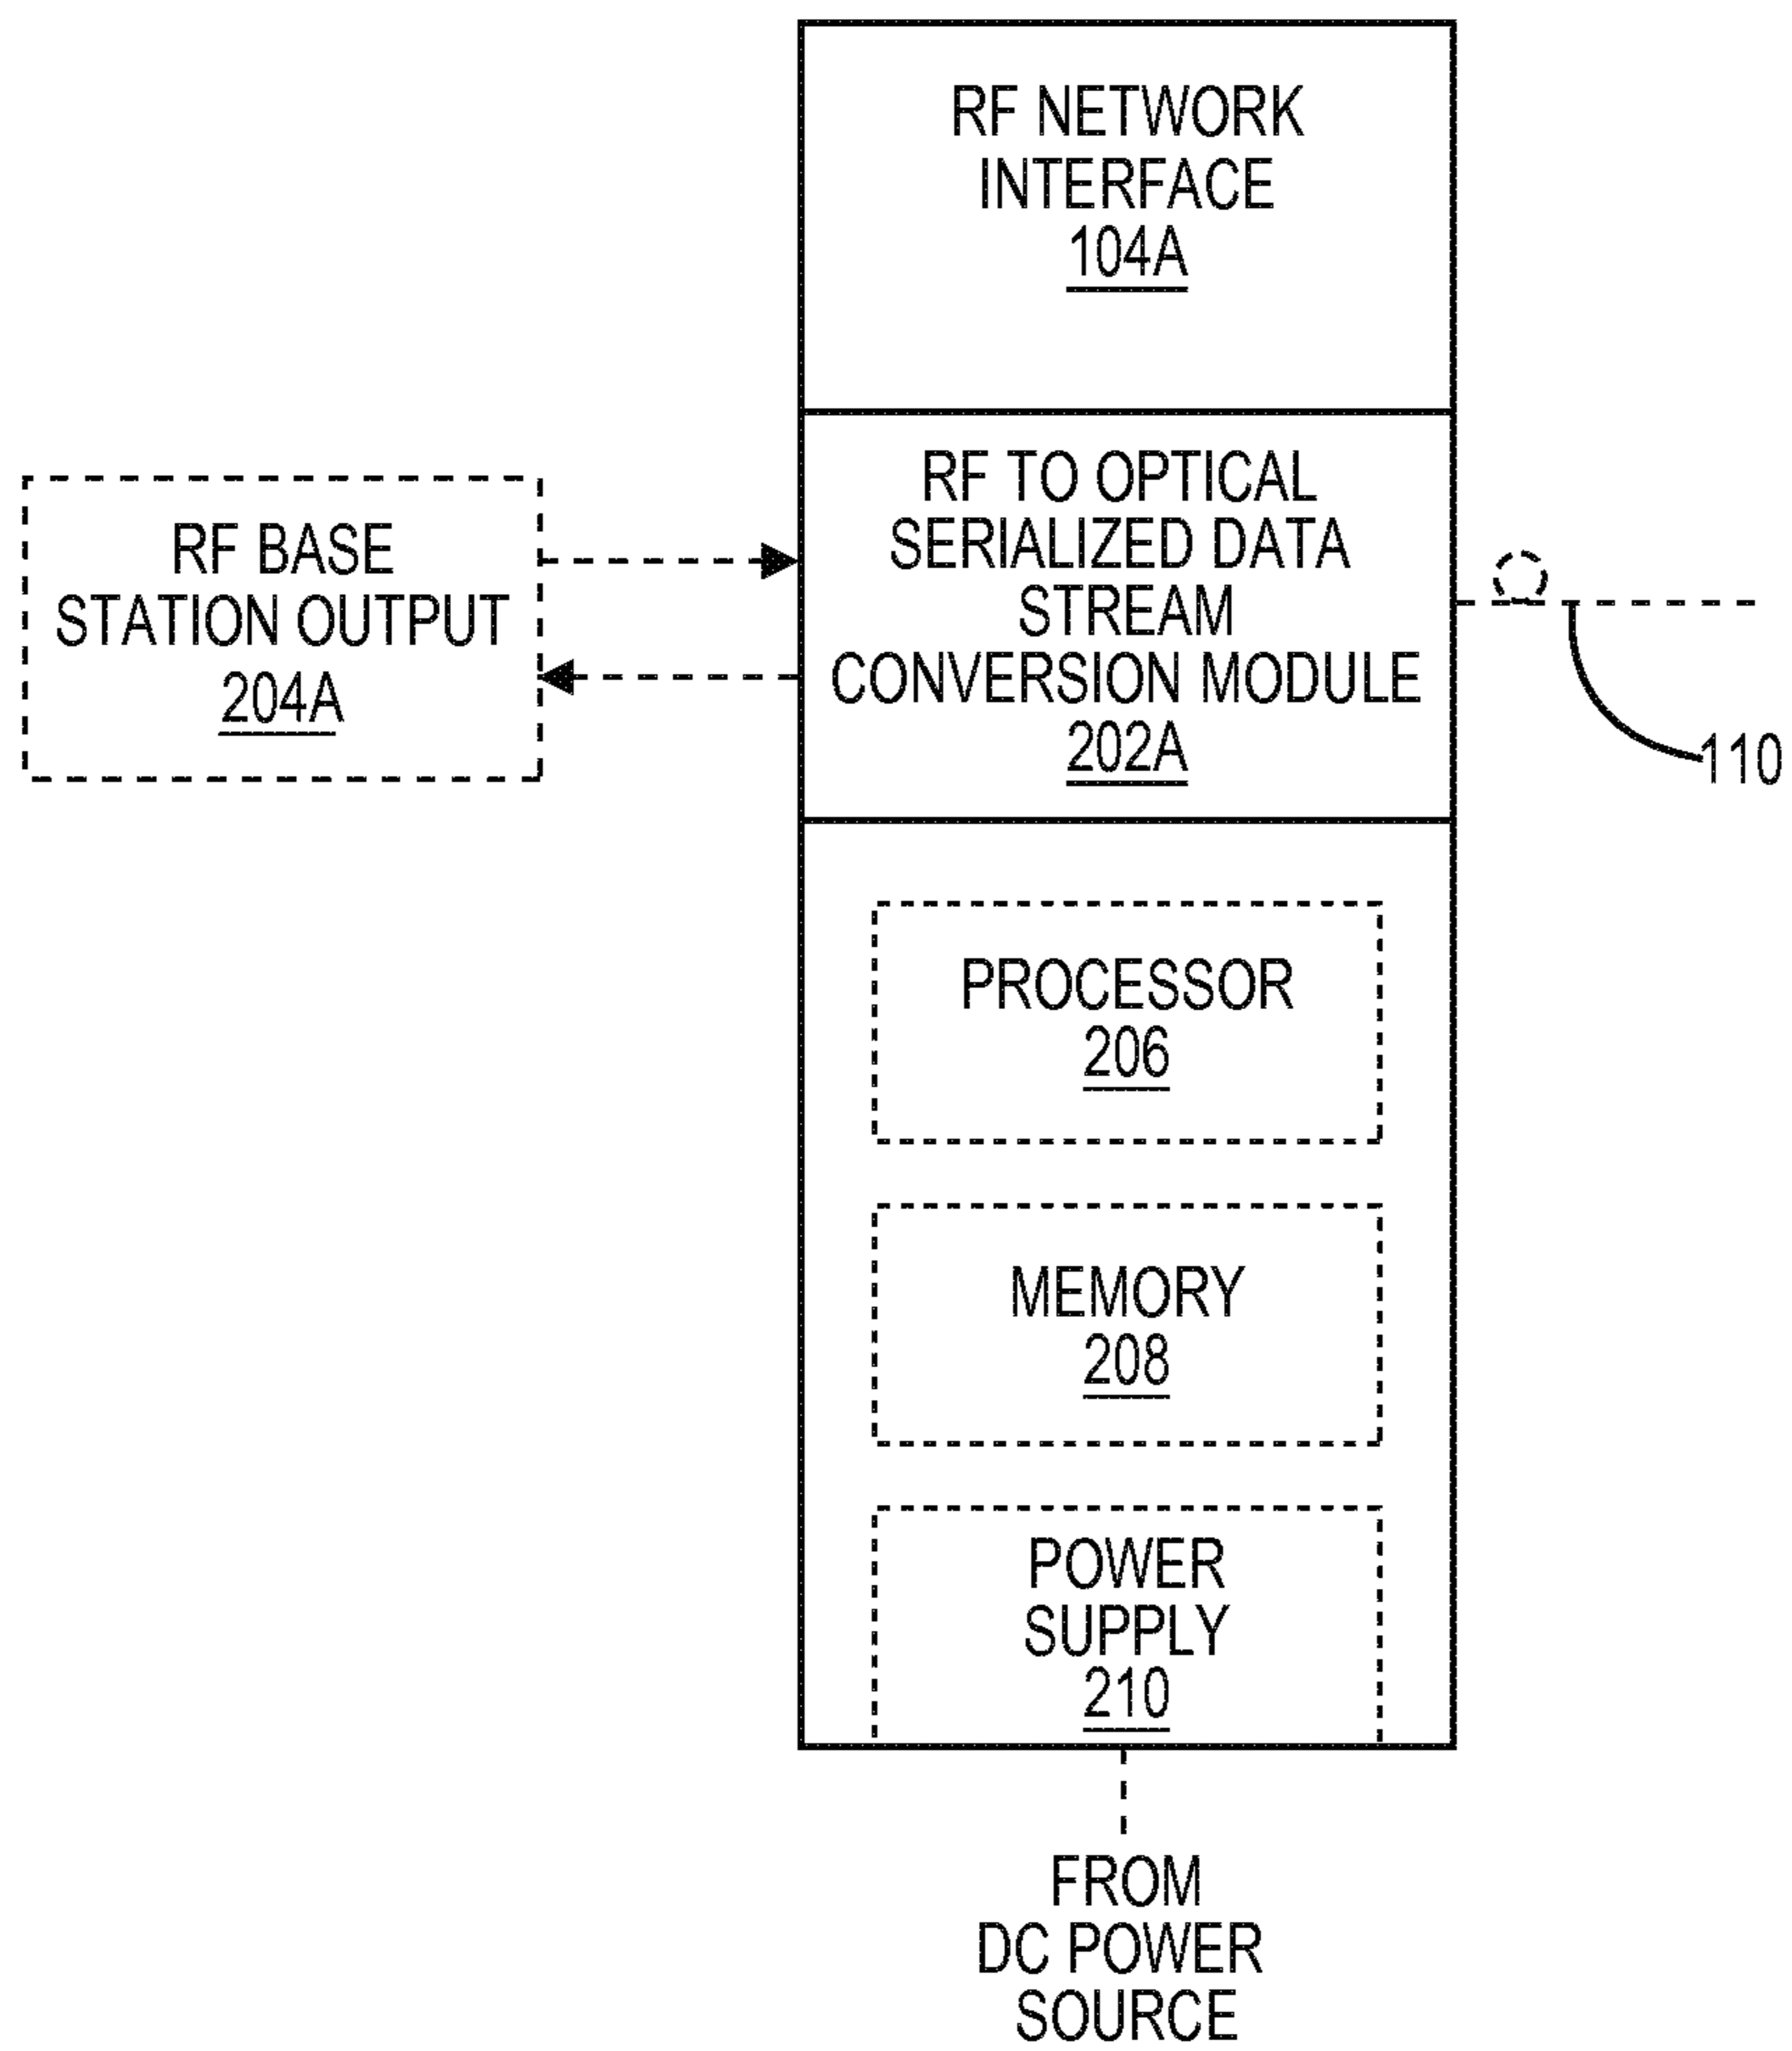 RF NETWORK
INTERFACE
104A
RF TO OPTICAL
SERIALIZED DATA
STREAM
CONVERSION MODULE
202A
RF BASE
STATION OUTPUT
204A
110
PROCESSOR
206
MEMORY
208
POWER
SUPPLY
210
FROM
DC POWER
SOURCE